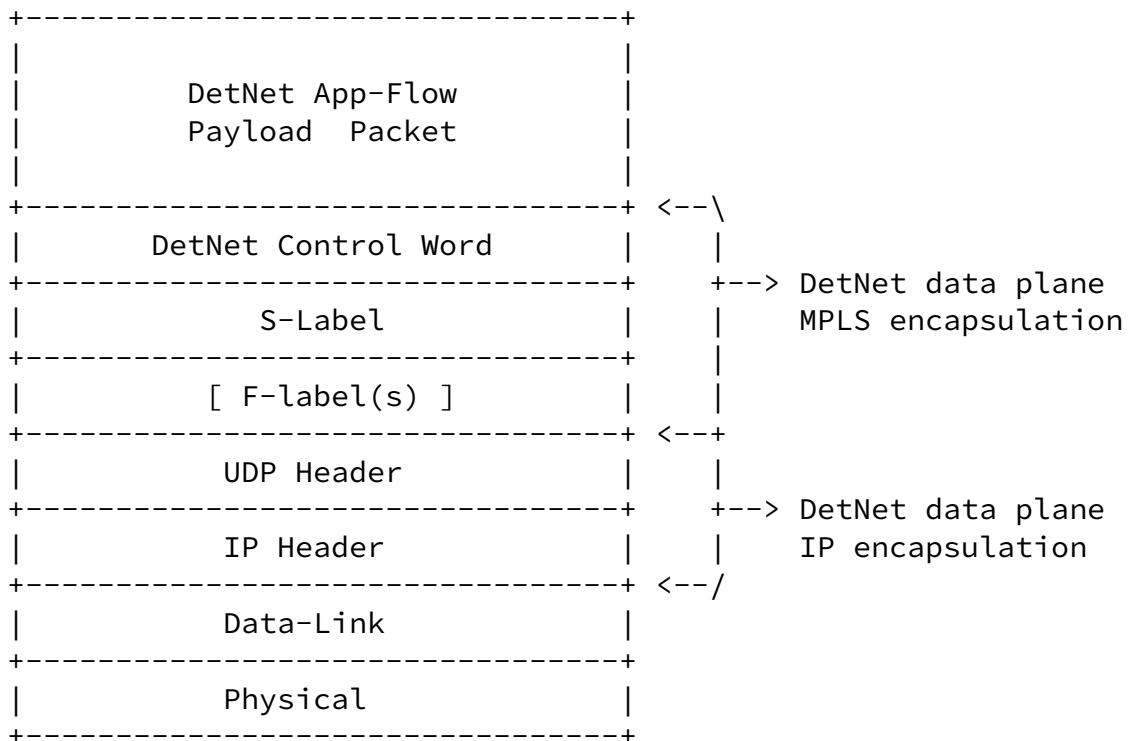 +---------------------------------+
|                                 |
|         DetNet App-Flow         |
|         Payload  Packet         |
|                                 |
+---------------------------------+ <--\
|       DetNet Control Word       |    |
+---------------------------------+    +--> DetNet data plane
|             S-Label             |    |    MPLS encapsulation
+---------------------------------+    |
|          [ F-label(s) ]         |    |
+---------------------------------+ <--+
|           UDP Header            |    |
+---------------------------------+    +--> DetNet data plane
|           IP Header             |    |    IP encapsulation
+---------------------------------+ <--/
|           Data-Link             |
+---------------------------------+
|           Physical              |
+---------------------------------+